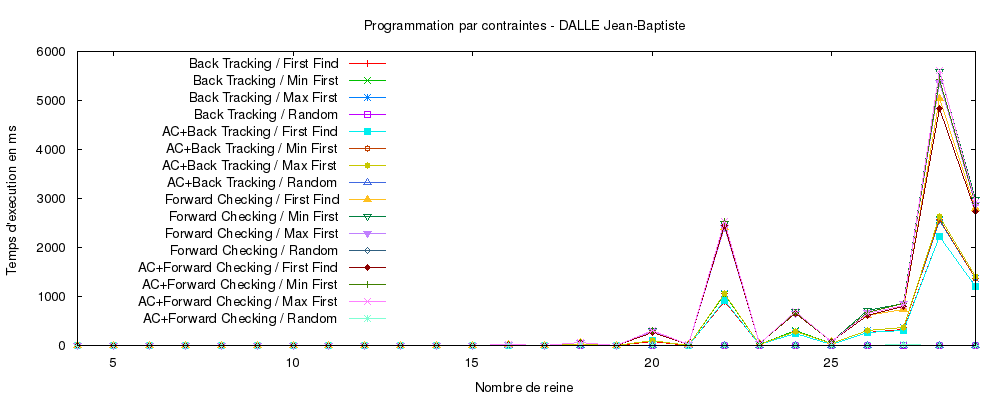 Programmation par contraintes - DALLE Jean-Baptiste
6000
5000
4000
3000
2000
1000
0
Temps d'execution en ms
Back Tracking / First Find
Back Tracking / Min First
Back Tracking / Max First
Back Tracking / Random
AC+Back Tracking / First Find
AC+Back Tracking / Min First
AC+Back Tracking / Max First
AC+Back Tracking / Random
Forward Checking / First Find
Forward Checking / Min First
Forward Checking / Max First
Forward Checking / Random
AC+Forward Checking / First Find
AC+Forward Checking / Min First
AC+Forward Checking / Max First
AC+Forward Checking / Random
5 10 15 20 25
Nombre de reine